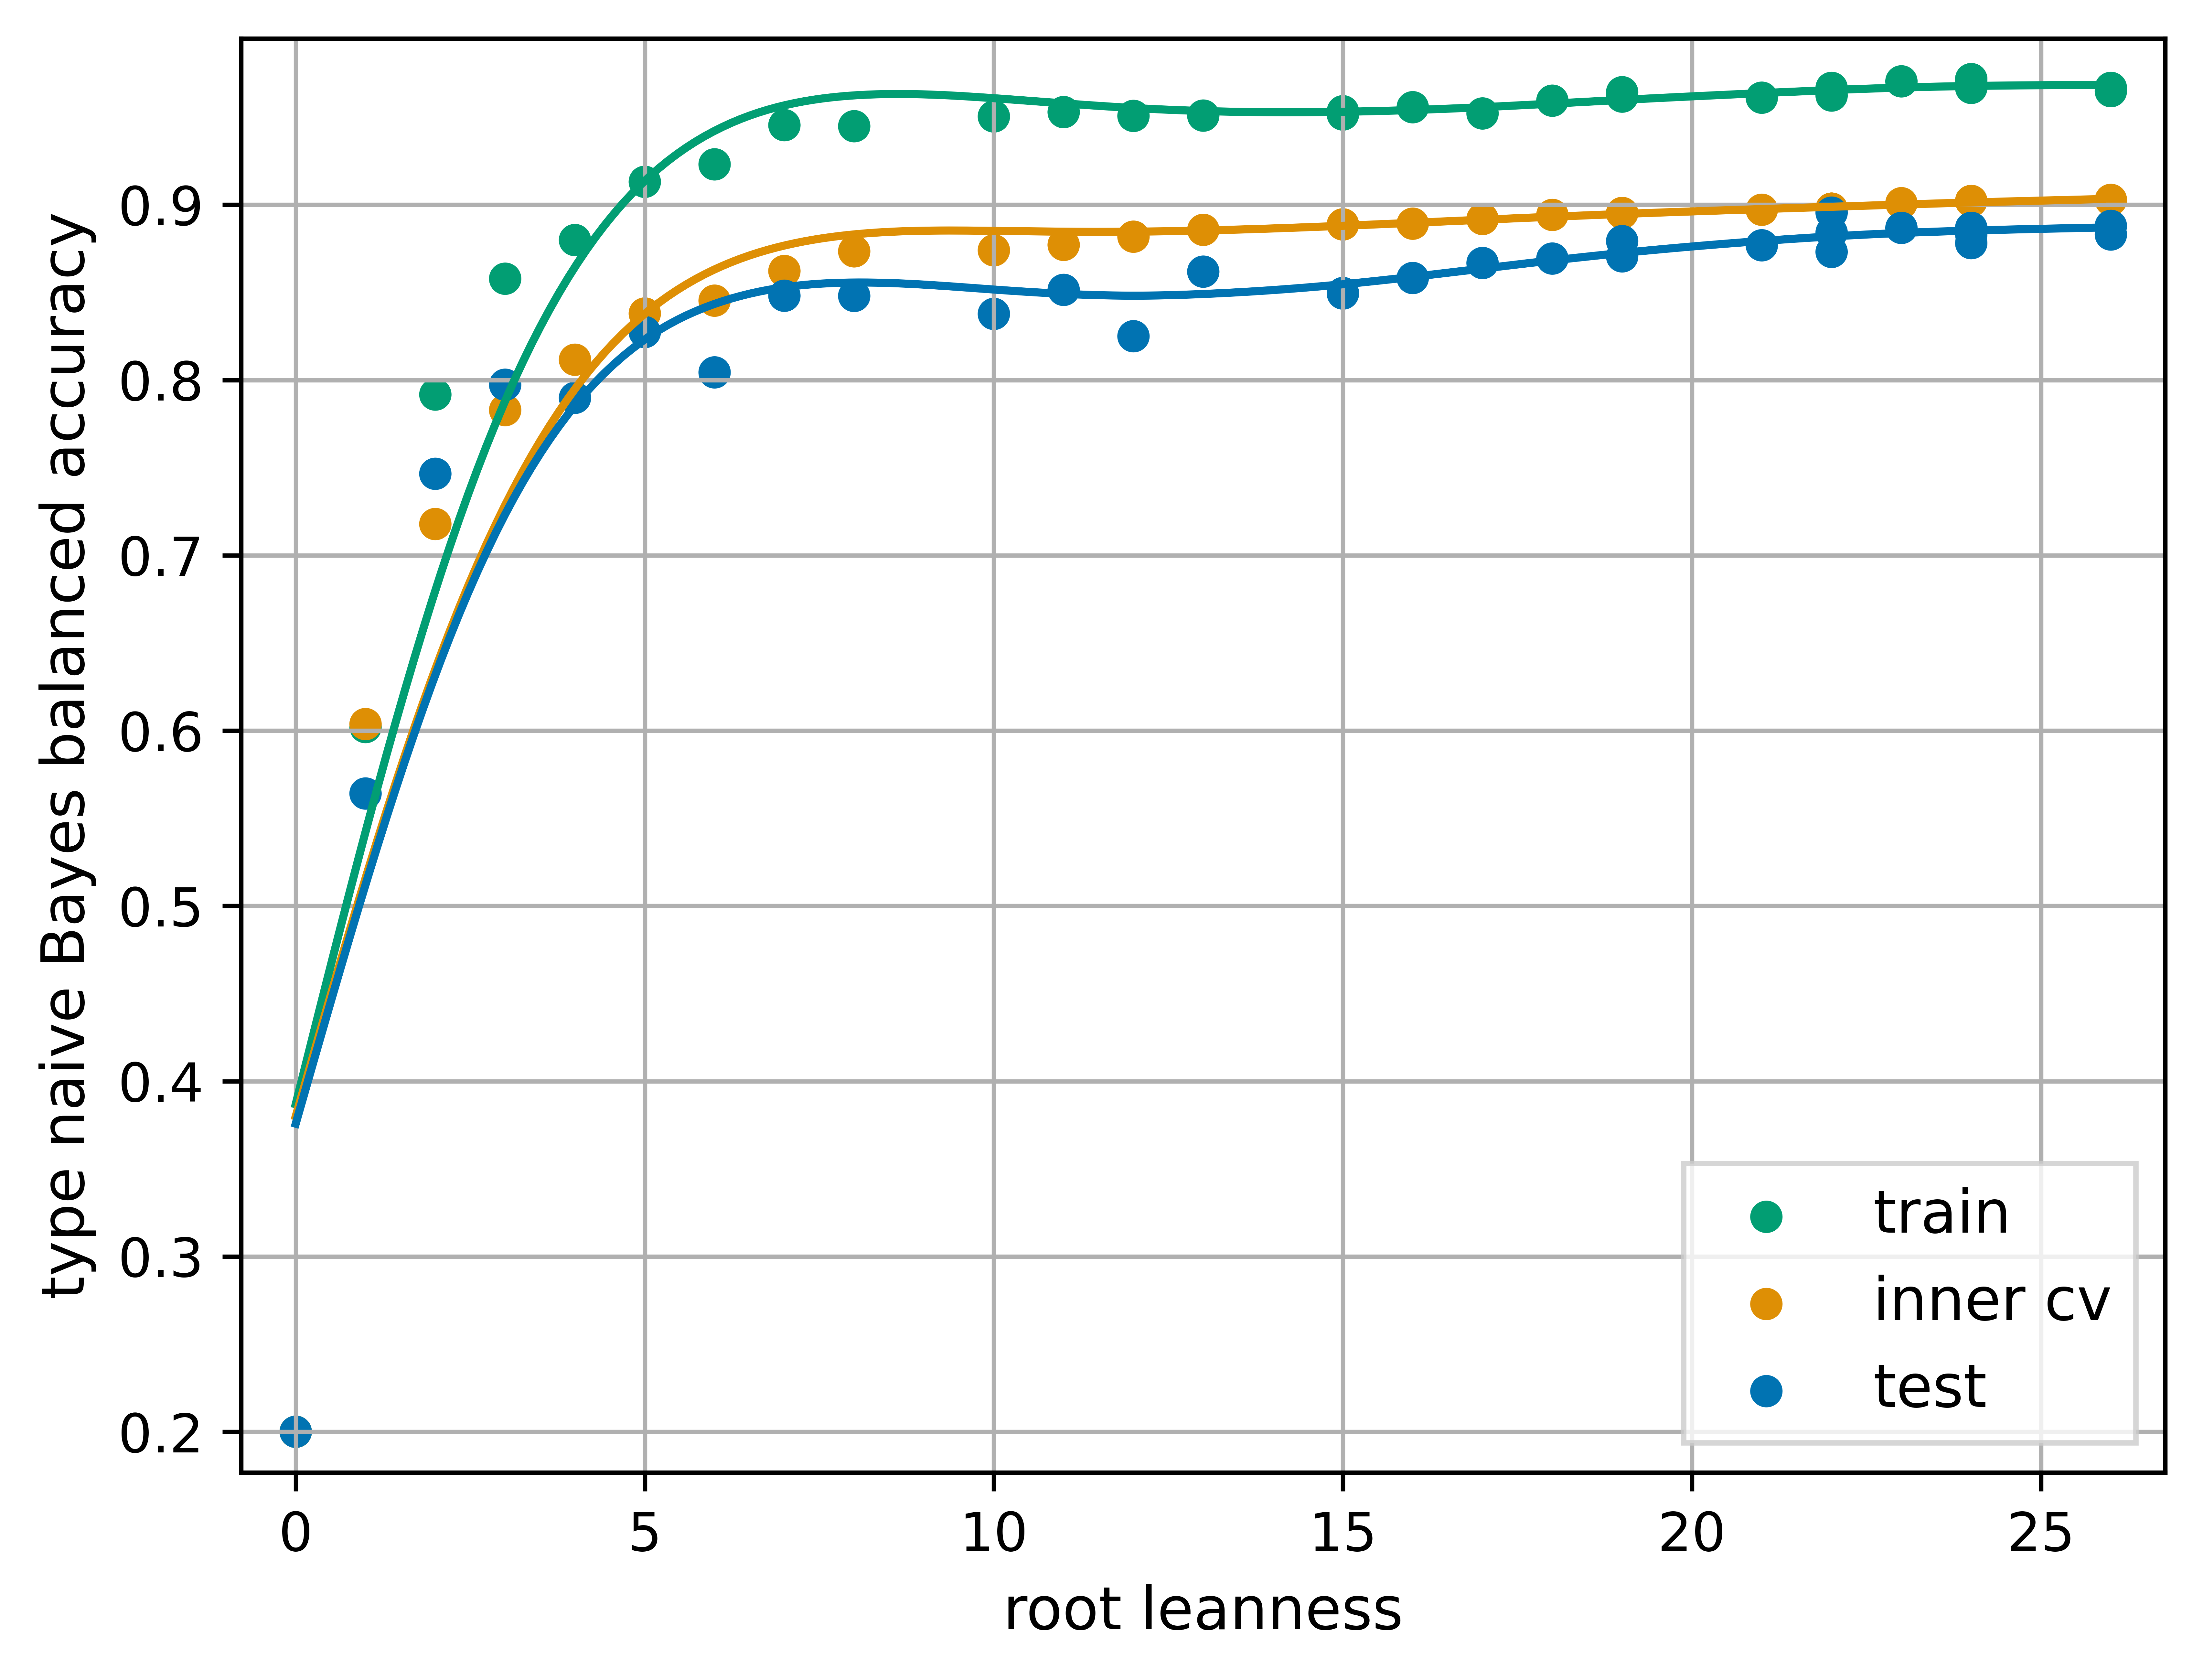 type naive Bayes balanced accuracy
0.9
0.8
0.7
0.6
0.5
0.4
0.3
0.2
train
inner cv
test
0 5 10 15 20 25
root leanness